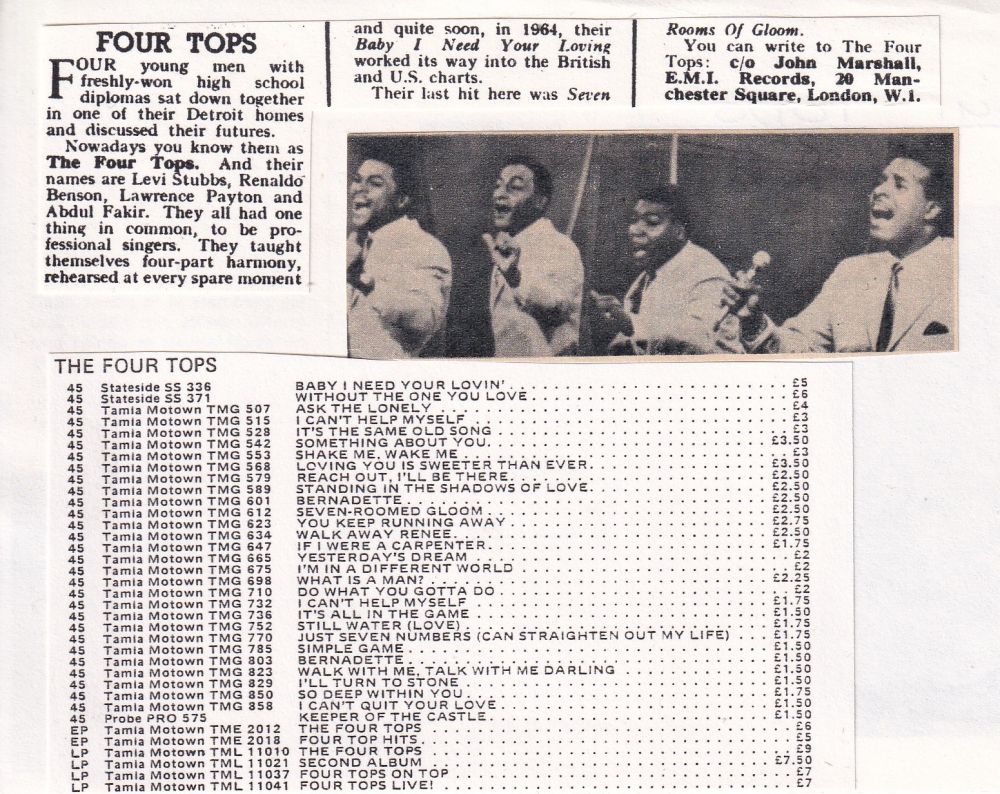 FOUR TOPS
FOUR young men with
freshly-won high school
diplomas sat down together
in one of their Detroit homes
and discussed their futures.
Nowadays you know them as
The Four Tops. And their
names are Levi Stubbs, Renaldo
Benson, Lawrence Payton and
Abdul Fakir. They all had one
thing in common, to be pro-
fessional singers. They taught
themselves four-part harmony,
rehearsed at every spare moment
and quite soon, in 1964, their
Baby I Need Your Loving
worked its way into the British
and U.S. charts.
Their last hit here was Seven
Rooms Of Gloom.
You can write to The Four
Tops: c/o John Marshall,
E.M.I. Records, 20 Man-
chester Square, London, W.1.
THE FOUR TOPS
45 Stateside SS 336 BABY I NEED YOUR LOVIN' £5
45 Stateside SS 371 WITHOUT THE ONE YOU LOVE £6
45 Tamla Motown TMG 507 ASK THE LONELY £4
45 Tamla Motown TMG 515 I CAN'T HELP MYSELF £3
45 Tamla Motown TMG 528 IT'S THE SAME OLD SONG £3
45 Tamla Motown TMG 542 SOMETHING ABOUT YOU £3.50
45 Tamla Motown TMG 553 SHAKE ME, WAKE ME £3
45 Tamla Motown TMG 568 LOVING YOU IS SWEETER THAN EVER £3.50
45 Tamla Motown TMG 579 REACH OUT, I'LL BE THERE £2.50
45 Tamla Motown TMG 589 STANDING IN THE SHADOWS OF LOVE £2.50
45 Tamla Motown TMG 601 BERNADETTE £2.50
45 Tamla Motown TMG 612 SEVEN-ROOMED GLOOM £2.50
45 Tamla Motown TMG 623 YOU KEEP RUNNING AWAY £2.75
45 Tamla Motown TMG 634 WALK AWAY RENEE £2.50
45 Tamla Motown TMG 647 IF I WERE A CARPENTER £1.75
45 Tamla Motown TMG 665 YESTERDAY'S DREAM £2
45 Tamla Motown TMG 675 I'M IN A DIFFERENT WORLD £2
45 Tamla Motown TMG 698 WHAT IS A MAN? £2.25
45 Tamla Motown TMG 710 DO WHAT YOU GOTTA DO £2
45 Tamla Motown TMG 732 I CAN'T HELP MYSELF £1.75
45 Tamla Motown TMG 736 IT'S ALL IN THE GAME £1.50
45 Tamla Motown TMG 752 STILL WATER (LOVE) £1.75
45 Tamla Motown TMG 770 JUST SEVEN NUMBERS (CAN STRAIGHTEN OUT MY LIFE) £1.75
45 Tamla Motown TMG 785 SIMPLE GAME £1.50
45 Tamla Motown TMG 803 BERNADETTE £1.50
45 Tamla Motown TMG 823 WALK WITH ME, TALK WITH ME DARLING £1.50
45 Tamla Motown TMG 829 I'LL TURN TO STONE £1.50
45 Tamla Motown TMG 850 SO DEEP WITHIN YOU £1.75
45 Tamla Motown TMG 858 I CAN'T QUIT YOUR LOVE £1.50
45 Probe PRO 575 KEEPER OF THE CASTLE £1.50
EP Tamla Motown TME 2012 THE FOUR TOPS £6
EP Tamla Motown TME 2018 FOUR TOP HITS £5
LP Tamla Motown TML 11010 THE FOUR TOPS £9
LP Tamla Motown TML 11021 SECOND ALBUM £7.50
LP Tamla Motown TML 11037 FOUR TOPS ON TOP £7
LP Tamla Motown TML 11041 FOUR TOPS LIVE! £7